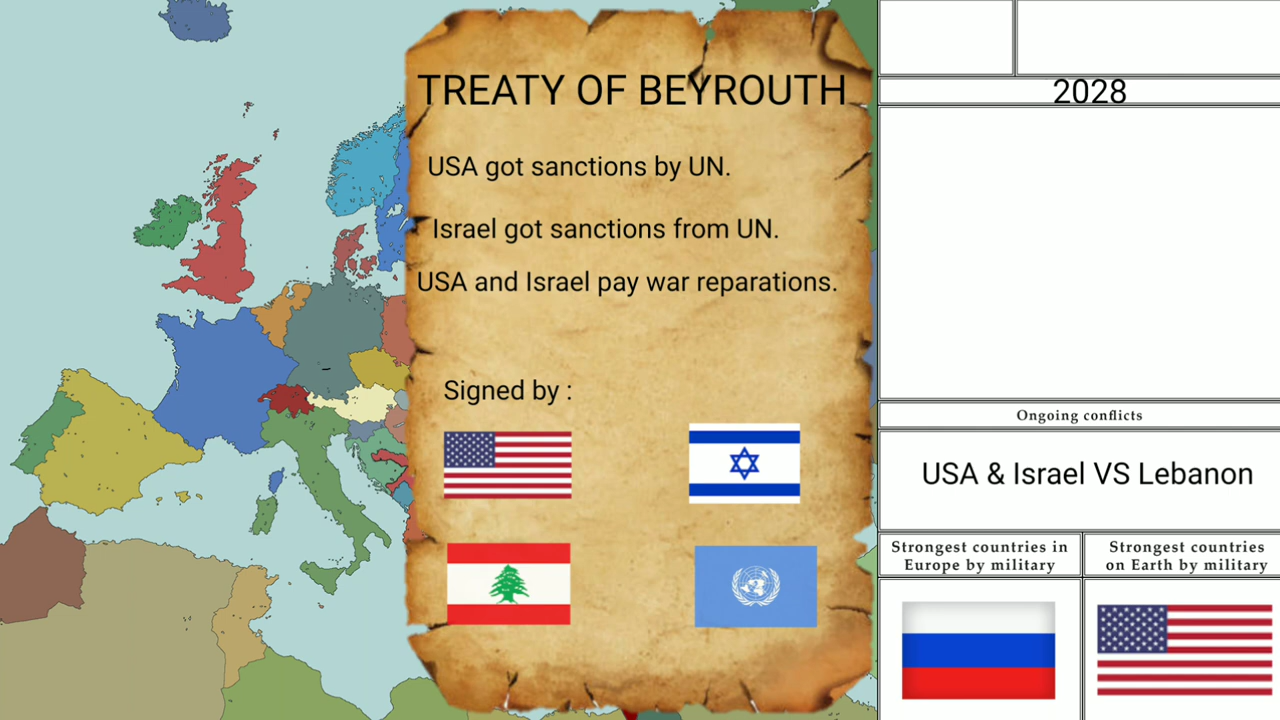 TREATY OF BEYROUTH
USA got sanctions by UN.
Israel got sanctions from UN.
USA and Israel pay war reparations.
Signed by :
2028
Ongoing conflicts
USA & Israel VS Lebanon
Strongest countries in
Europe by military
Strongest countries
on Earth by military